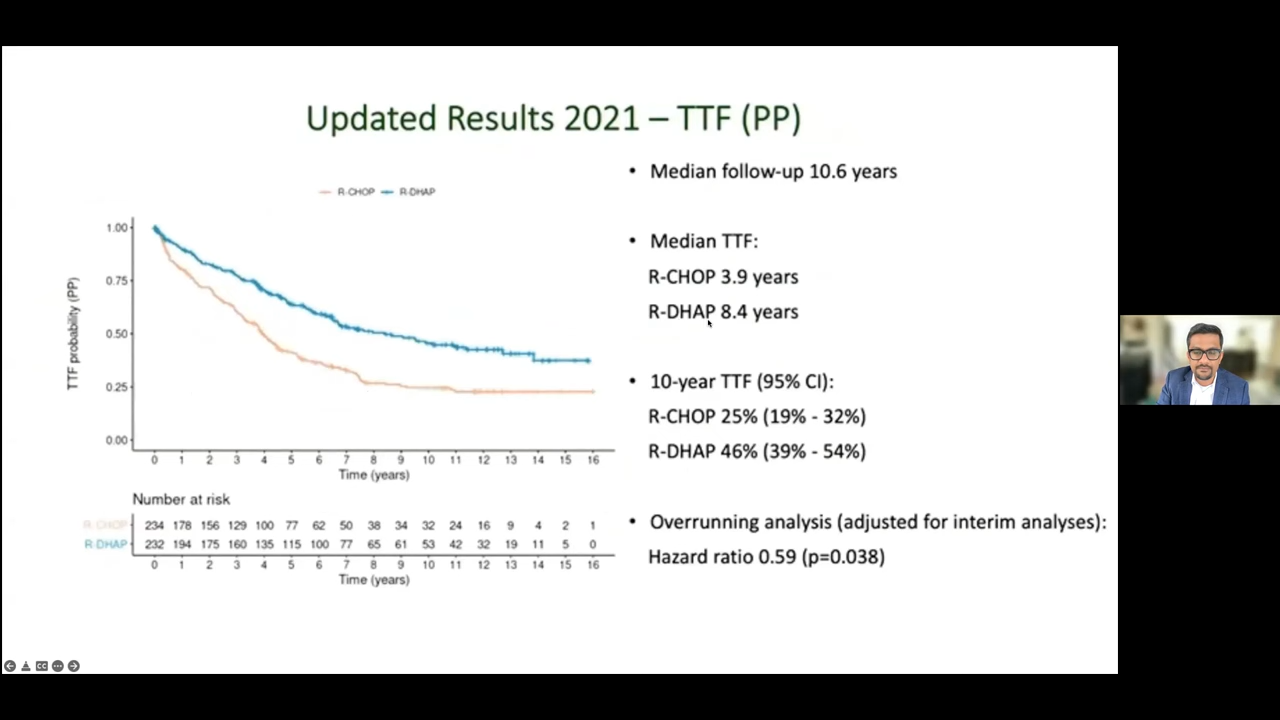 Updated Results 2021 – TTF (PP)
R-CHOP R-DHAP
TTF probability (PP)
1.00
0.75
0.50
0.25
0.00
0 1 2 3 4 5 6 7 8 9 10 11 12 13 14 15 16
Time (years)
Number at risk
R-CHOP 234 178 156 129 100 77 62 50 38 34 32 24 16 9 4 2 1
R-DHAP 232 194 175 160 135 115 100 77 65 61 53 42 32 19 11 5 0
0 1 2 3 4 5 6 7 8 9 10 11 12 13 14 15 16
Time (years)
• Median follow-up 10.6 years
• Median TTF:
R-CHOP 3.9 years
R-DHAP 8.4 years
• 10-year TTF (95% CI):
R-CHOP 25% (19% - 32%)
R-DHAP 46% (39% - 54%)
• Overrunning analysis (adjusted for interim analyses):
Hazard ratio 0.59 (p=0.038)
CC